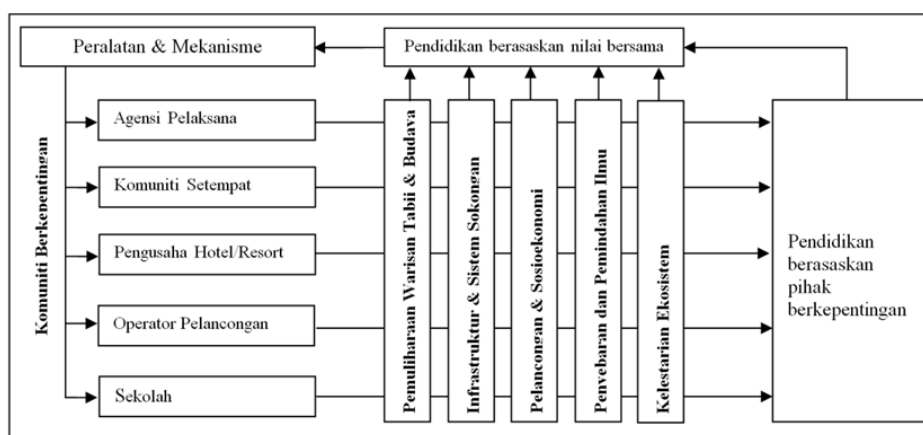 Peralatan & Mekanisme
Pendidikan berasaskan nilai bersama
Komuniti Berkenentingan
Agensi Pelaksana
Komuniti Setempat
Pengusaha Hotel/Resort
Operator Pelancongan
Sekolah
Pemuliharaan Warisan Tabii & Budaya
Infrastruktur & Sistem Sokongan
Pelancongan & Sosioekonomi
Penyebaran dan Pemindahan Ilmu
Kelestarian Ekosistem
Pendidikan
berasaskan
pihak
berkepentingan